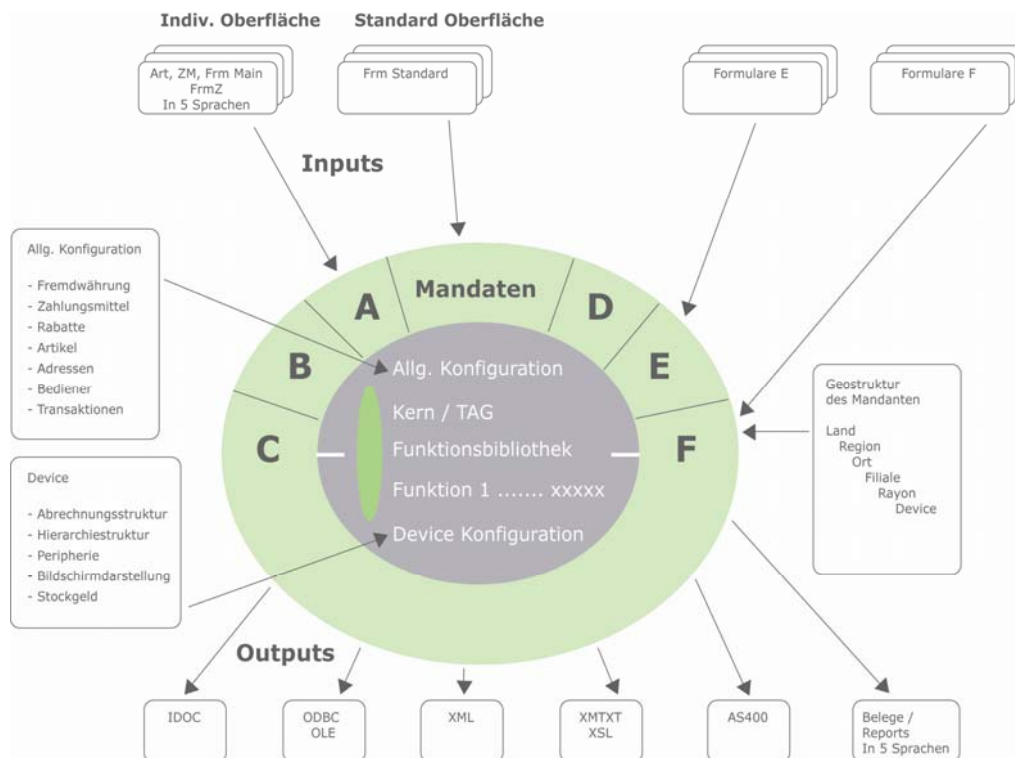 Indiv. Oberfläche
Standard Oberfläche
Art, ZM, Frm Main
FrmZ
In 5 Sprachen
Frm Standard
Formulare E
Formulare F
Inputs
Allg. Konfiguration
- Fremdwährung
- Zahlungsmittel
- Rabatte
- Artikel
- Adressen
- Bediener
- Transaktionen
Device
- Abrechnungsstruktur
- Hierarchiestruktur
- Peripherie
- Bildschirmdarstellung
- Stockgeld
C
B
A
Mandaten
D
E
F
Allg. Konfiguration
Kern / TAG
Funktionsbibliothek
Funktion 1 ....... xxxxx
Device Konfiguration
Geostruktur
des Mandanten
Land
Region
Ort
Filiale
Rayon
Device
Outputs
IDOC
ODBC
OLE
XML
XMTXT
XSL
AS400
Belege /
Reports
In 5 Sprachen